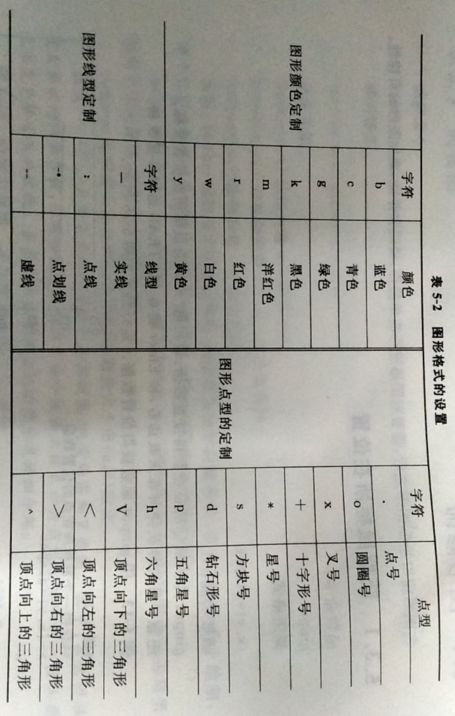 表 5-2 图形格式的设置
图形颜色定制
字符 颜色
b 蓝色
c 青色
g 绿色
k 黑色
m 洋红色
r 红色
w 白色
y 黄色
图形线型定制
字符 线型
— 实线
: 点线
-• 点划线
-- 虚线
图形点型的定制
字符 点型
. 点号
o 圆圈号
x 叉号
+ 十字形号
* 星号
s 方块号
d 钻石形号
p 五角星号
h 六角星号
V 顶点向下的三角形
< 顶点向左的三角形
> 顶点向右的三角形
^ 顶点向上的三角形